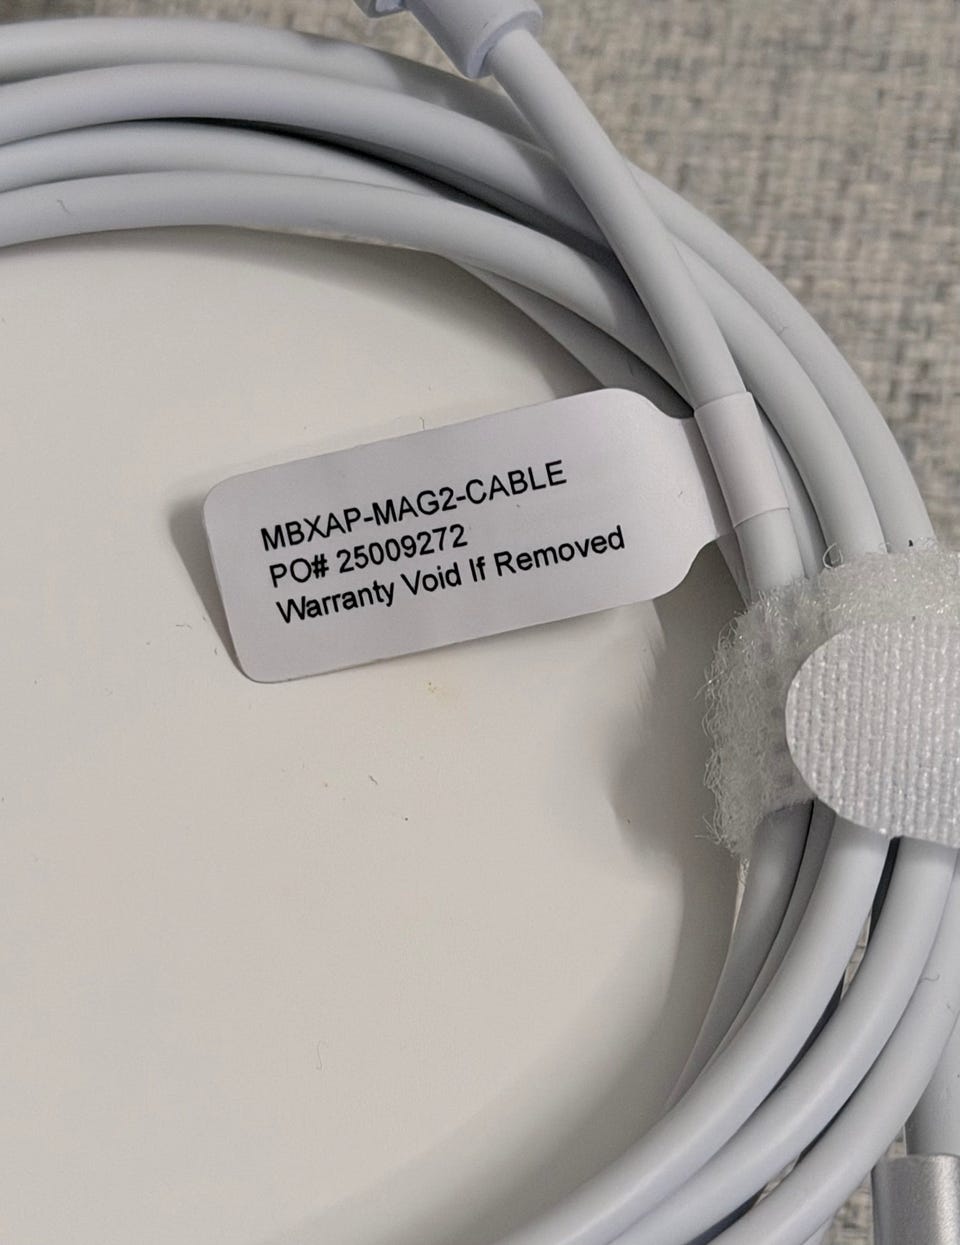 MBXAP-MAG2-CABLE
PO# 25009272
Warranty Void If Removed